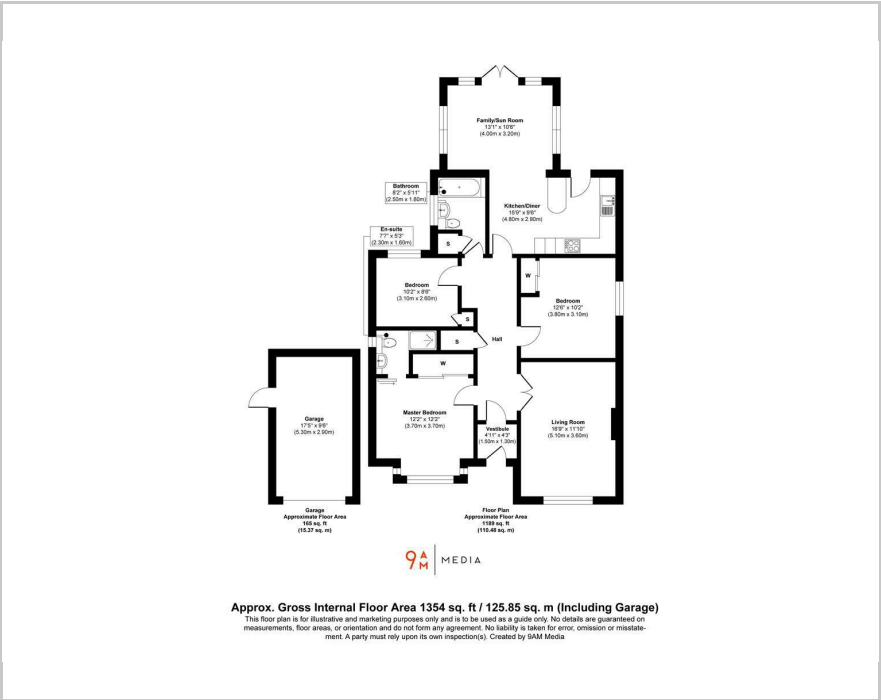 Family/Sun Room
13'1" x 10'6"
(4.00m x 3.20m)
Bathroom
8'2" x 5'11"
(2.50m x 1.80m)
Kitchen/Diner
15'9" x 9'6"
(4.80m x 2.90m)
En-suite
7'7" x 5'3"
(2.30m x 1.60m)
S
W
Bedroom
10'2" x 8'6"
(3.10m x 2.60m)
Bedroom
12'6" x 10'2"
(3.80m x 3.10m)
S
S
Hall
W
Master Bedroom
12'2" x 12'2"
(3.70m x 3.70m)
Garage
17'5" x 9'6"
(5.30m x 2.90m)
Vestibule
4'11" x 4'3"
(1.50m x 1.30m)
Living Room
16'9" x 11'10"
(5.10m x 3.60m)
Garage
Approximate Floor Area
165 sq. ft
(15.37 sq. m)
Floor Plan
Approximate Floor Area
1189 sq. ft
(110.48 sq. m)
9AM MEDIA
Approx. Gross Internal Floor Area 1354 sq. ft / 125.85 sq. m (Including Garage)
This floor plan is for illustrative and marketing purposes only and is to be used as a guide only. No details are guaranteed on
measurements, floor areas, or orientation and do not form any agreement. No liability is taken for error, omission or misstate-
ment. A party must rely upon its own inspection(s). Created by 9AM Media